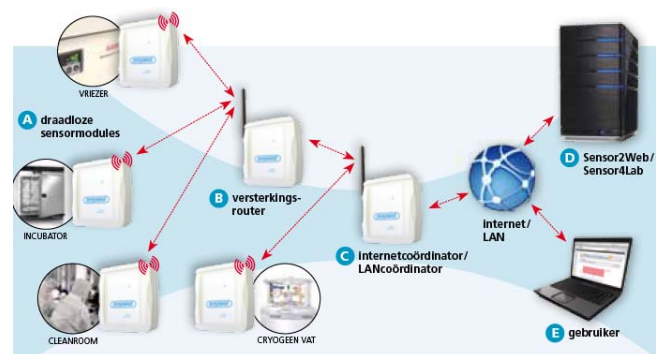 VRIEZER
A draadloze
sensormodules
INCUBATOR
CLEANROOM
CRYOGEEN VAT
B versterkings-
router
C internetcoördinator/
LANcoördinator
internet/
LAN
D Sensor2Web/
Sensor4Lab
E gebruiker